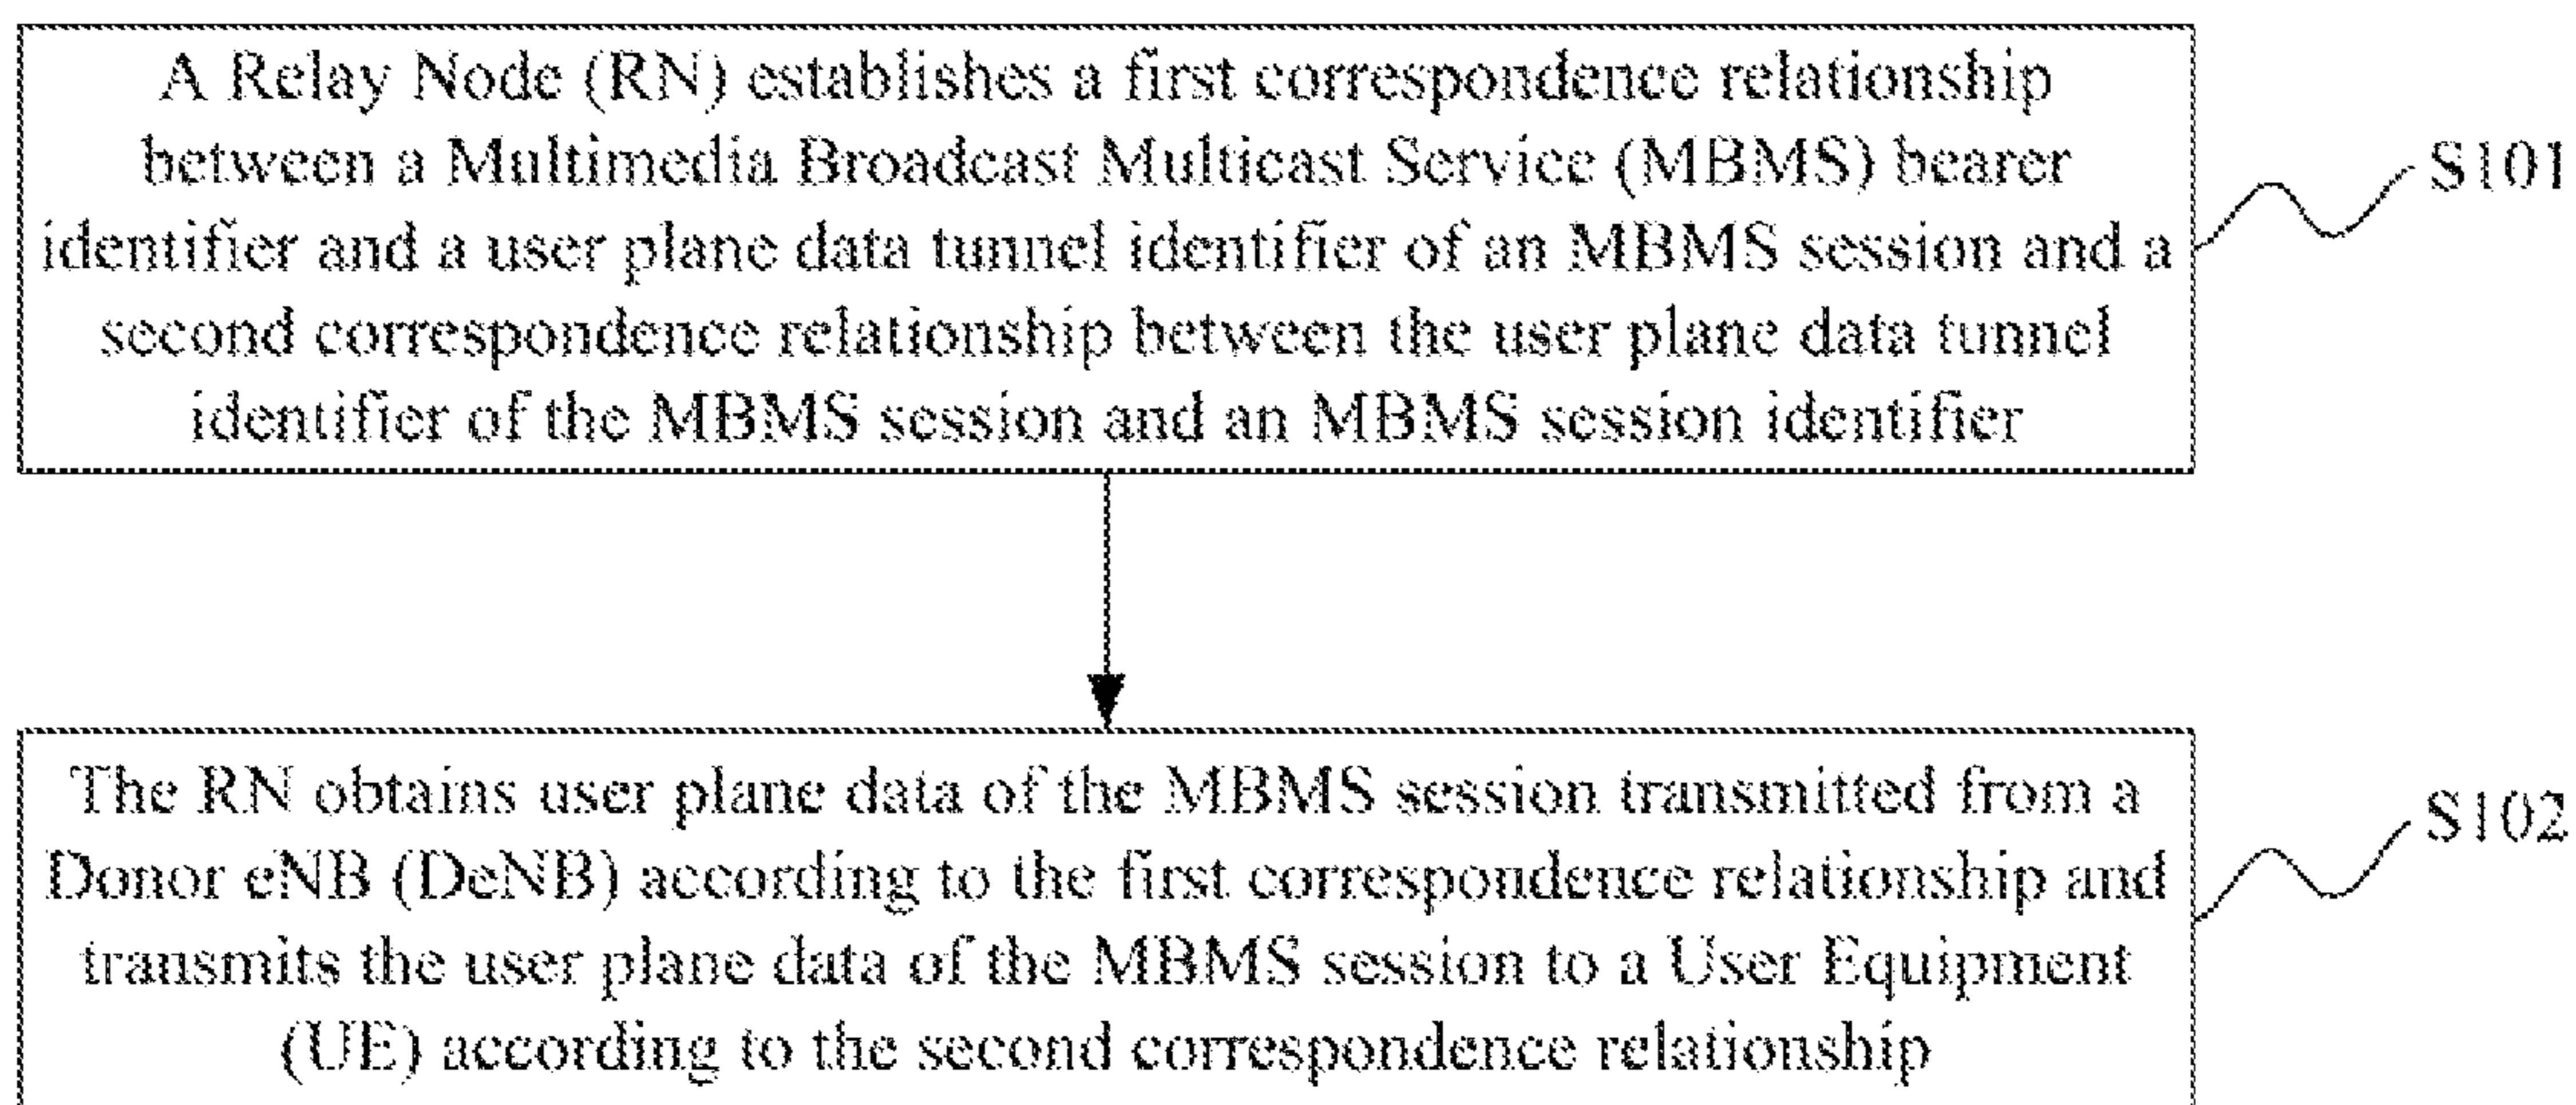 A Relay Node (RN) establishes a first correspondence relationship
between a Multimedia Broadcast Multicast Service (MBMS) bearer
identifier and a user plane data tunnel identifier of an MBMS session and a
second correspondence relationship between the user plane data tunnel
identifier of the MBMS session and an MBMS session identifier
S101
The RN obtains user plane data of the MBMS session transmitted from a
Donor eNB (DeNB) according to the first correspondence relationship and
transmits the user plane data of the MBMS session to a User Equipment
(UE) according to the second correspondence relationship
S102